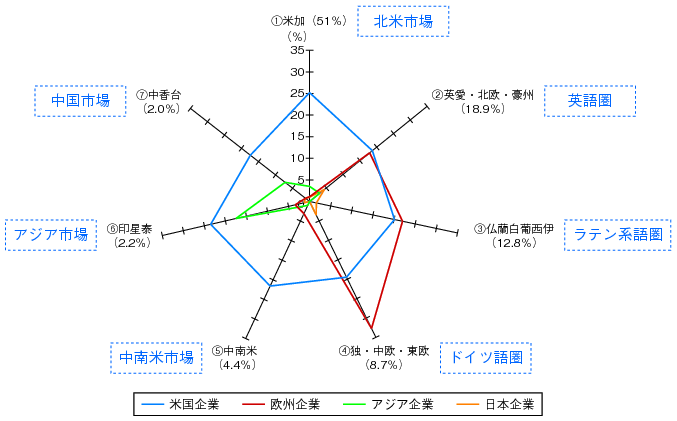 ①米加（51%）
北米市場
（%）
35
30
25
20
15
10
5
中国市場
⑦中香台
（2.0%）
②英愛・北欧・豪州
（18.9%）
英語圏
アジア市場
⑥印星泰
（2.2%）
③仏蘭白葡西伊
（12.8%）
ラテン系語圏
中南米市場
⑤中南米
（4.4%）
④独・中欧・東欧
（8.7%）
ドイツ語圏
米国企業
欧州企業
アジア企業
日本企業